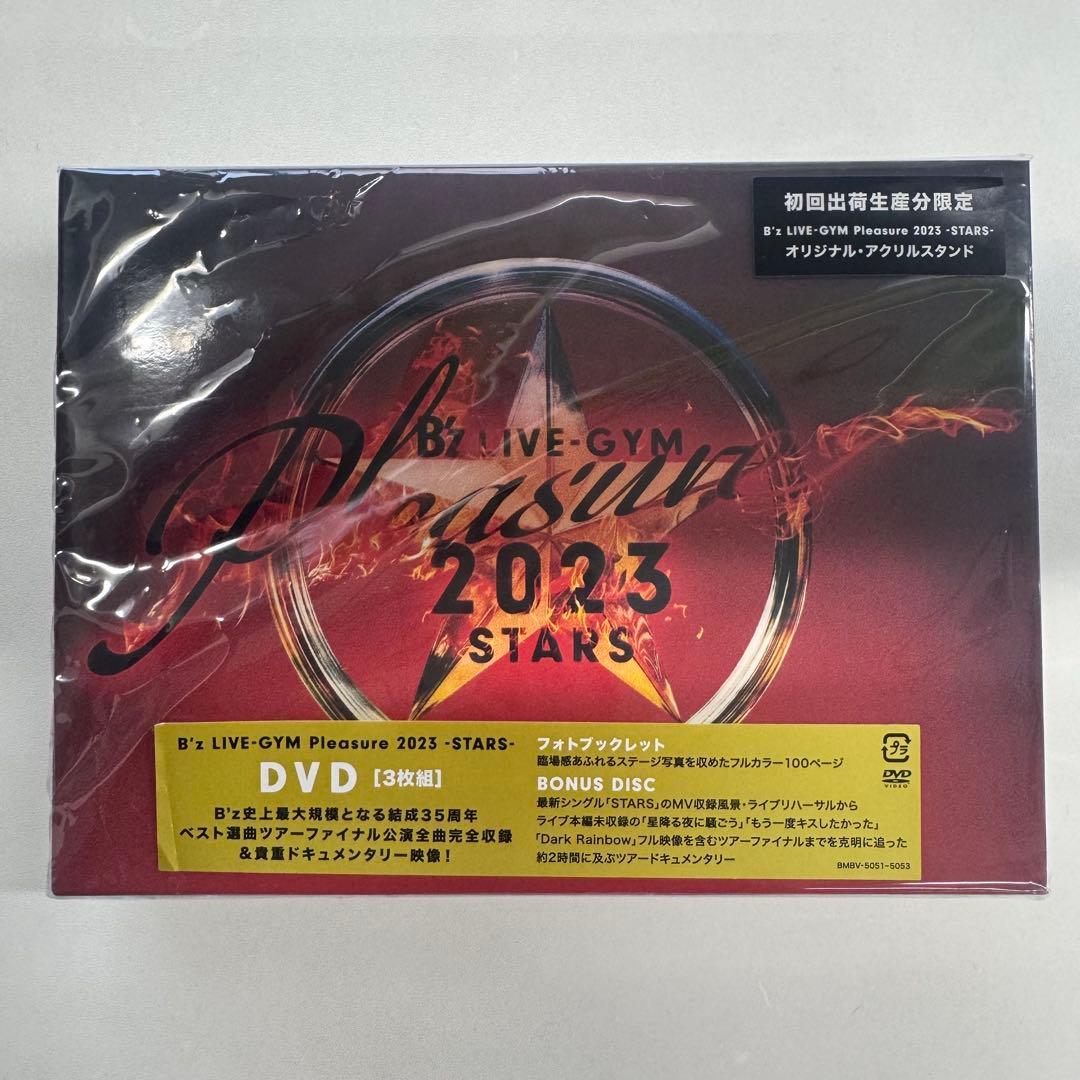 初回出荷生産分限定
B'z LIVE-GYM Pleasure 2023 -STARS-
オリジナル・アクリルスタンド
B'z LIVE-GYM
Pleasure
2023
STARS
B'z LIVE-GYM Pleasure 2023 -STARS-
DVD [3枚組]
B'z史上最大規模となる結成35周年
ベスト選曲ツアーファイナル公演全曲完全収録
&貴重ドキュメンタリー映像！
フォトブックレット
臨場感あふれるステージ写真を収めたフルカラー100ページ
BONUS DISC
最新シングル「STARS」のMV収録風景・ライブリハーサルから
ライブ本編未収録の「星降る夜に騒ごう」「もう一度キスしたかった」
「Dark Rainbow」フル映像を含むツアーファイナルまでを克明に追った
約2時間に及ぶツアードキュメンタリー
プラ
DVD
VIDEO
BMBV-5051~5053